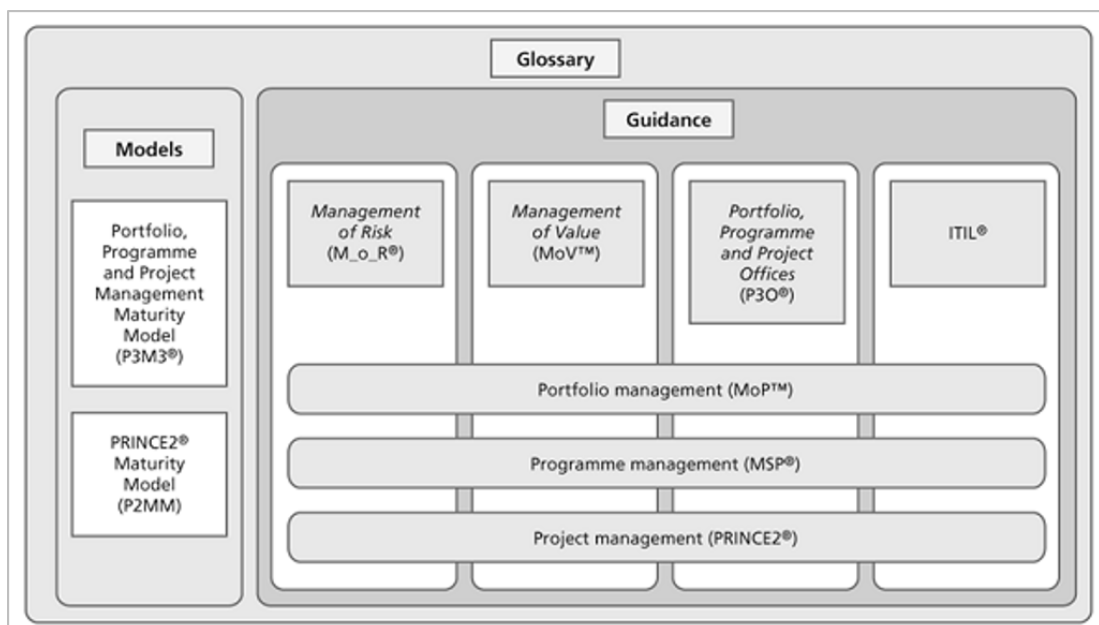 Glossary
Models
Portfolio,
Programme
and Project
Management
Maturity
Model
(P3M3®)
PRINCE2®
Maturity
Model
(P2MM)
Guidance
Management
of Risk
(M_o_R®)
Management
of Value
(MoV™)
Portfolio,
Programme
and Project
Offices
(P3O®)
ITIL®
Portfolio management (MoP™)
Programme management (MSP®)
Project management (PRINCE2®)